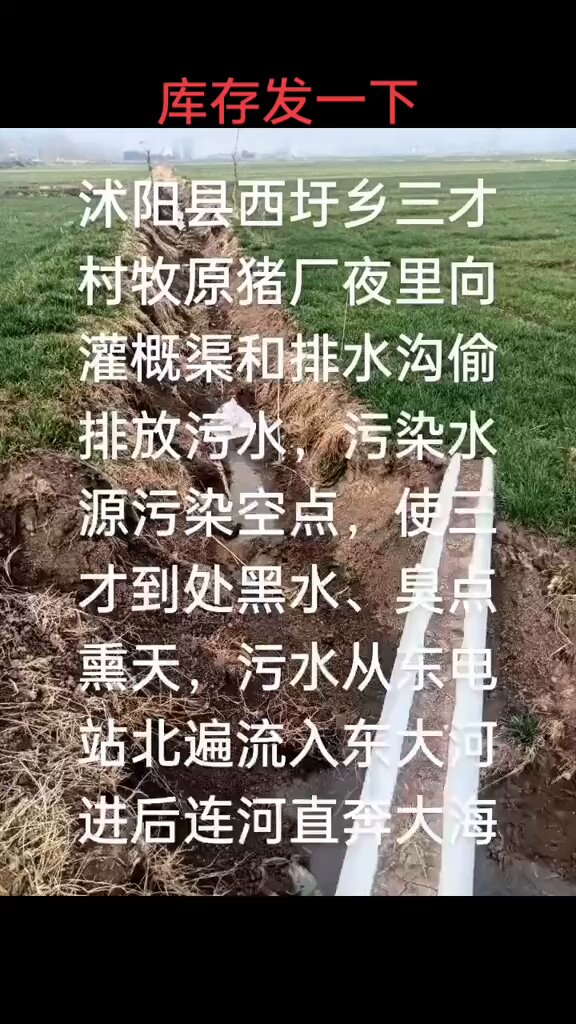 库存发一下
沭阳县西圩乡三才
村牧原猪厂夜里向
灌概渠和排水沟偷
排放污水，污染水
源污染空点，使三
才到处黑水、臭点
熏天，污水从东电
站北遍流入东大河
进后连河直奔大海